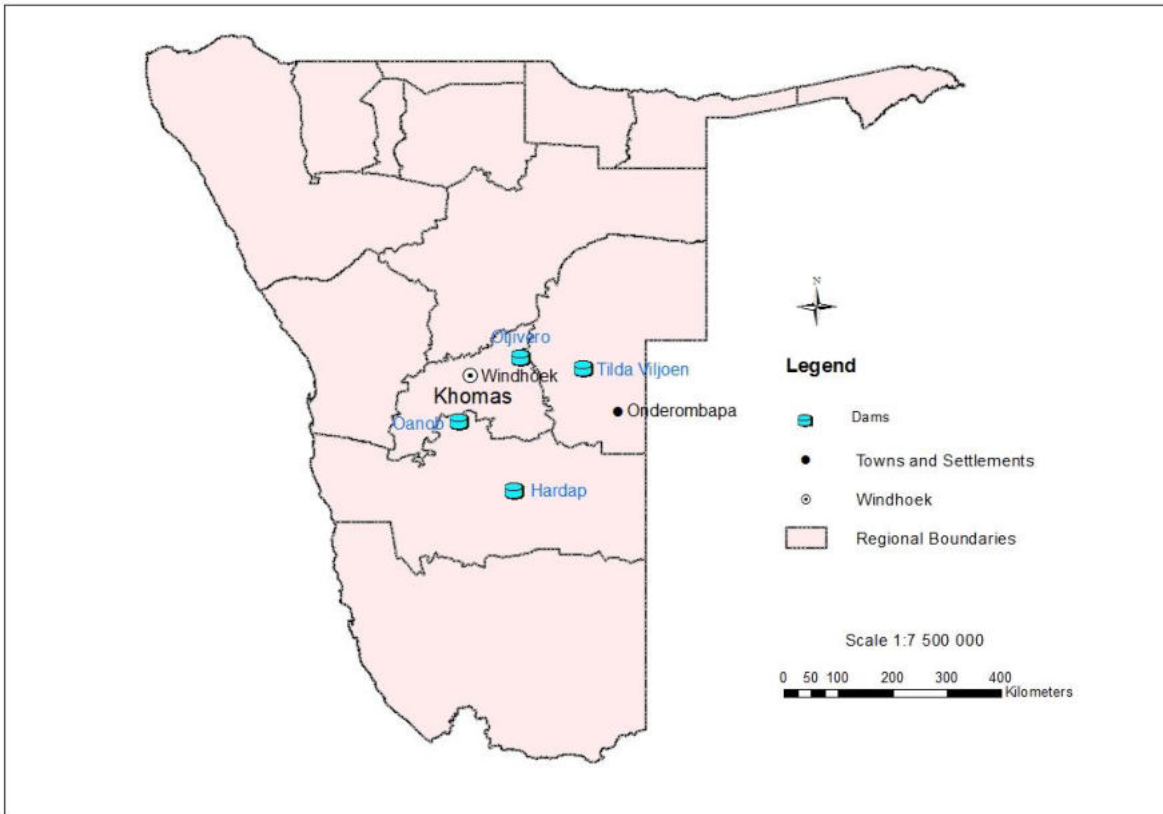 N
Otjivero
Tilda Viljoen
Windhoek
Khomas
Onderombapa
Oanob
Hardap
Legend
Dams
Towns and Settlements
Windhoek
Regional Boundaries
Scale 1:7 500 000
0 50 100 200 300 400
Kilometers